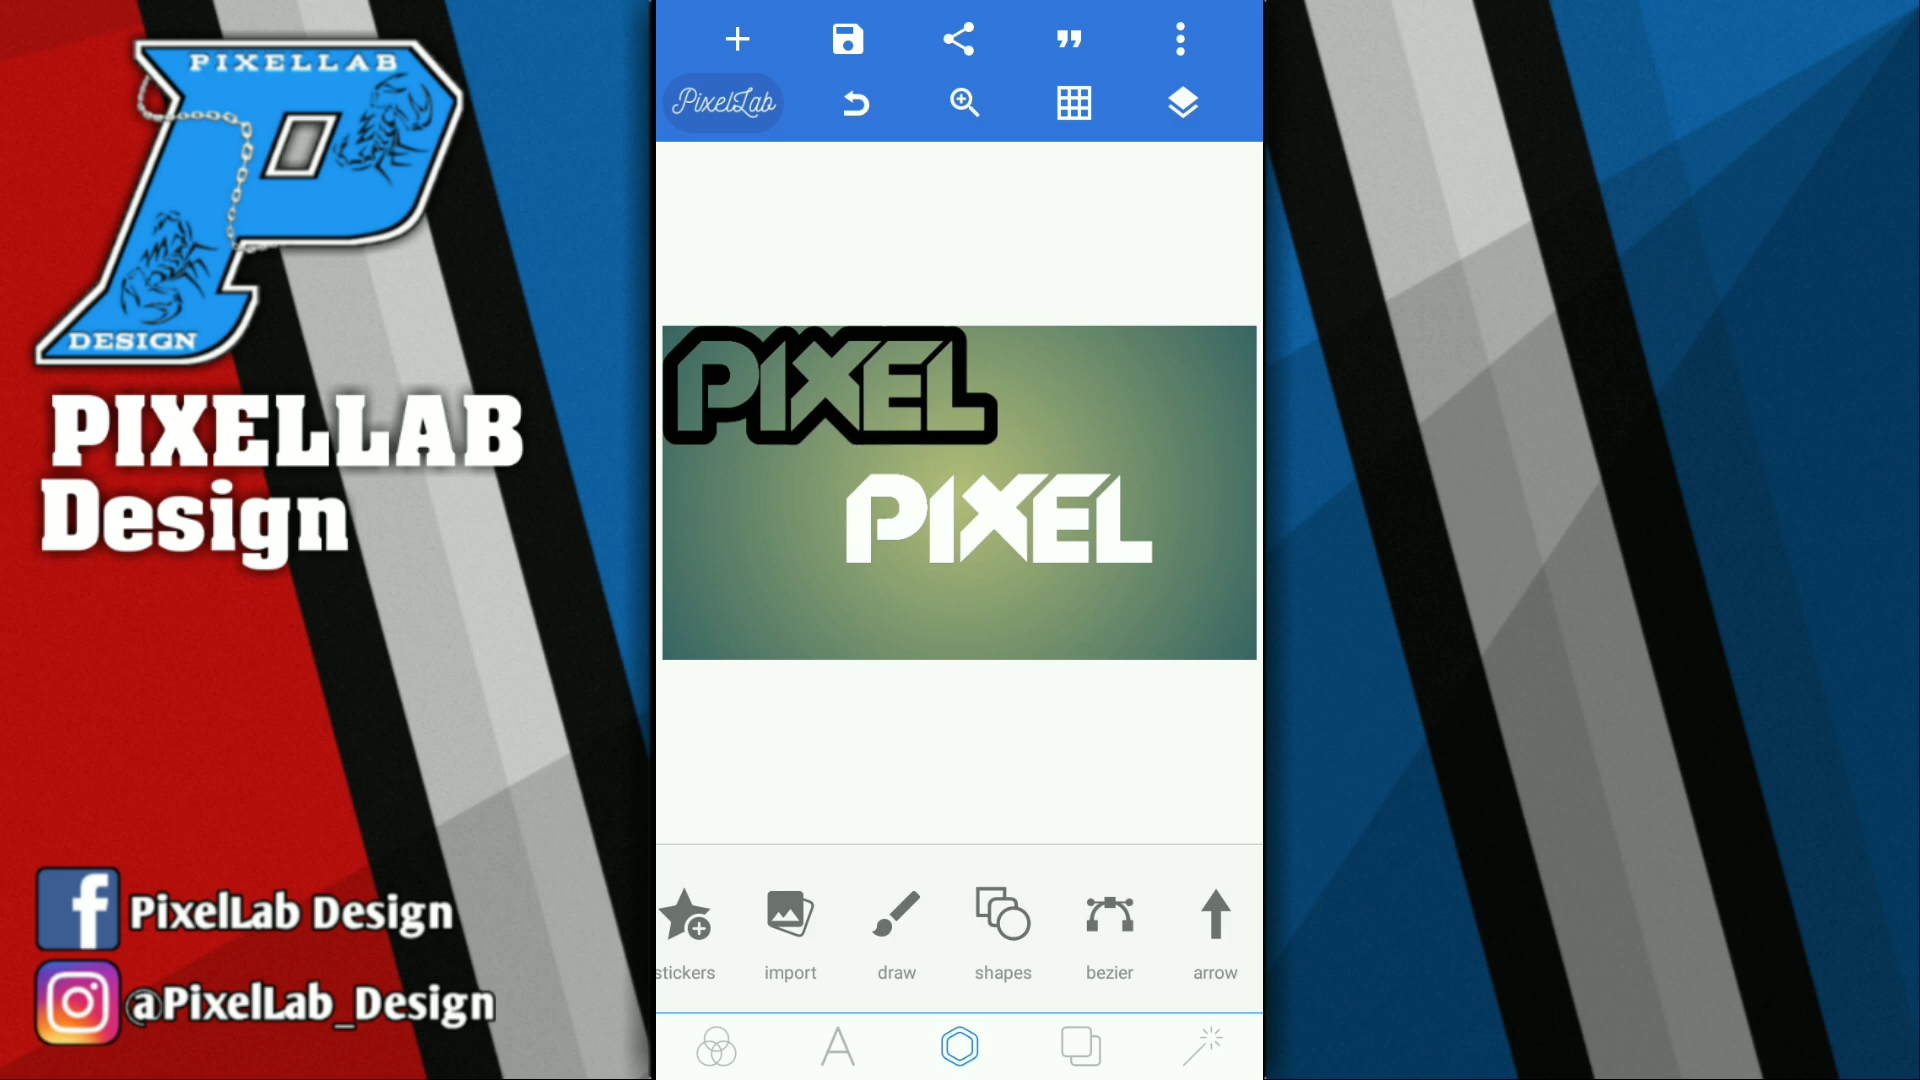 PIXELLAB
DESIGN
PIXELLAB
Design
PixelLab Design
@PixelLab_Design
PixelLab
PIXEL
PIXEL
stickers
import
draw
shapes
bezier
arrow